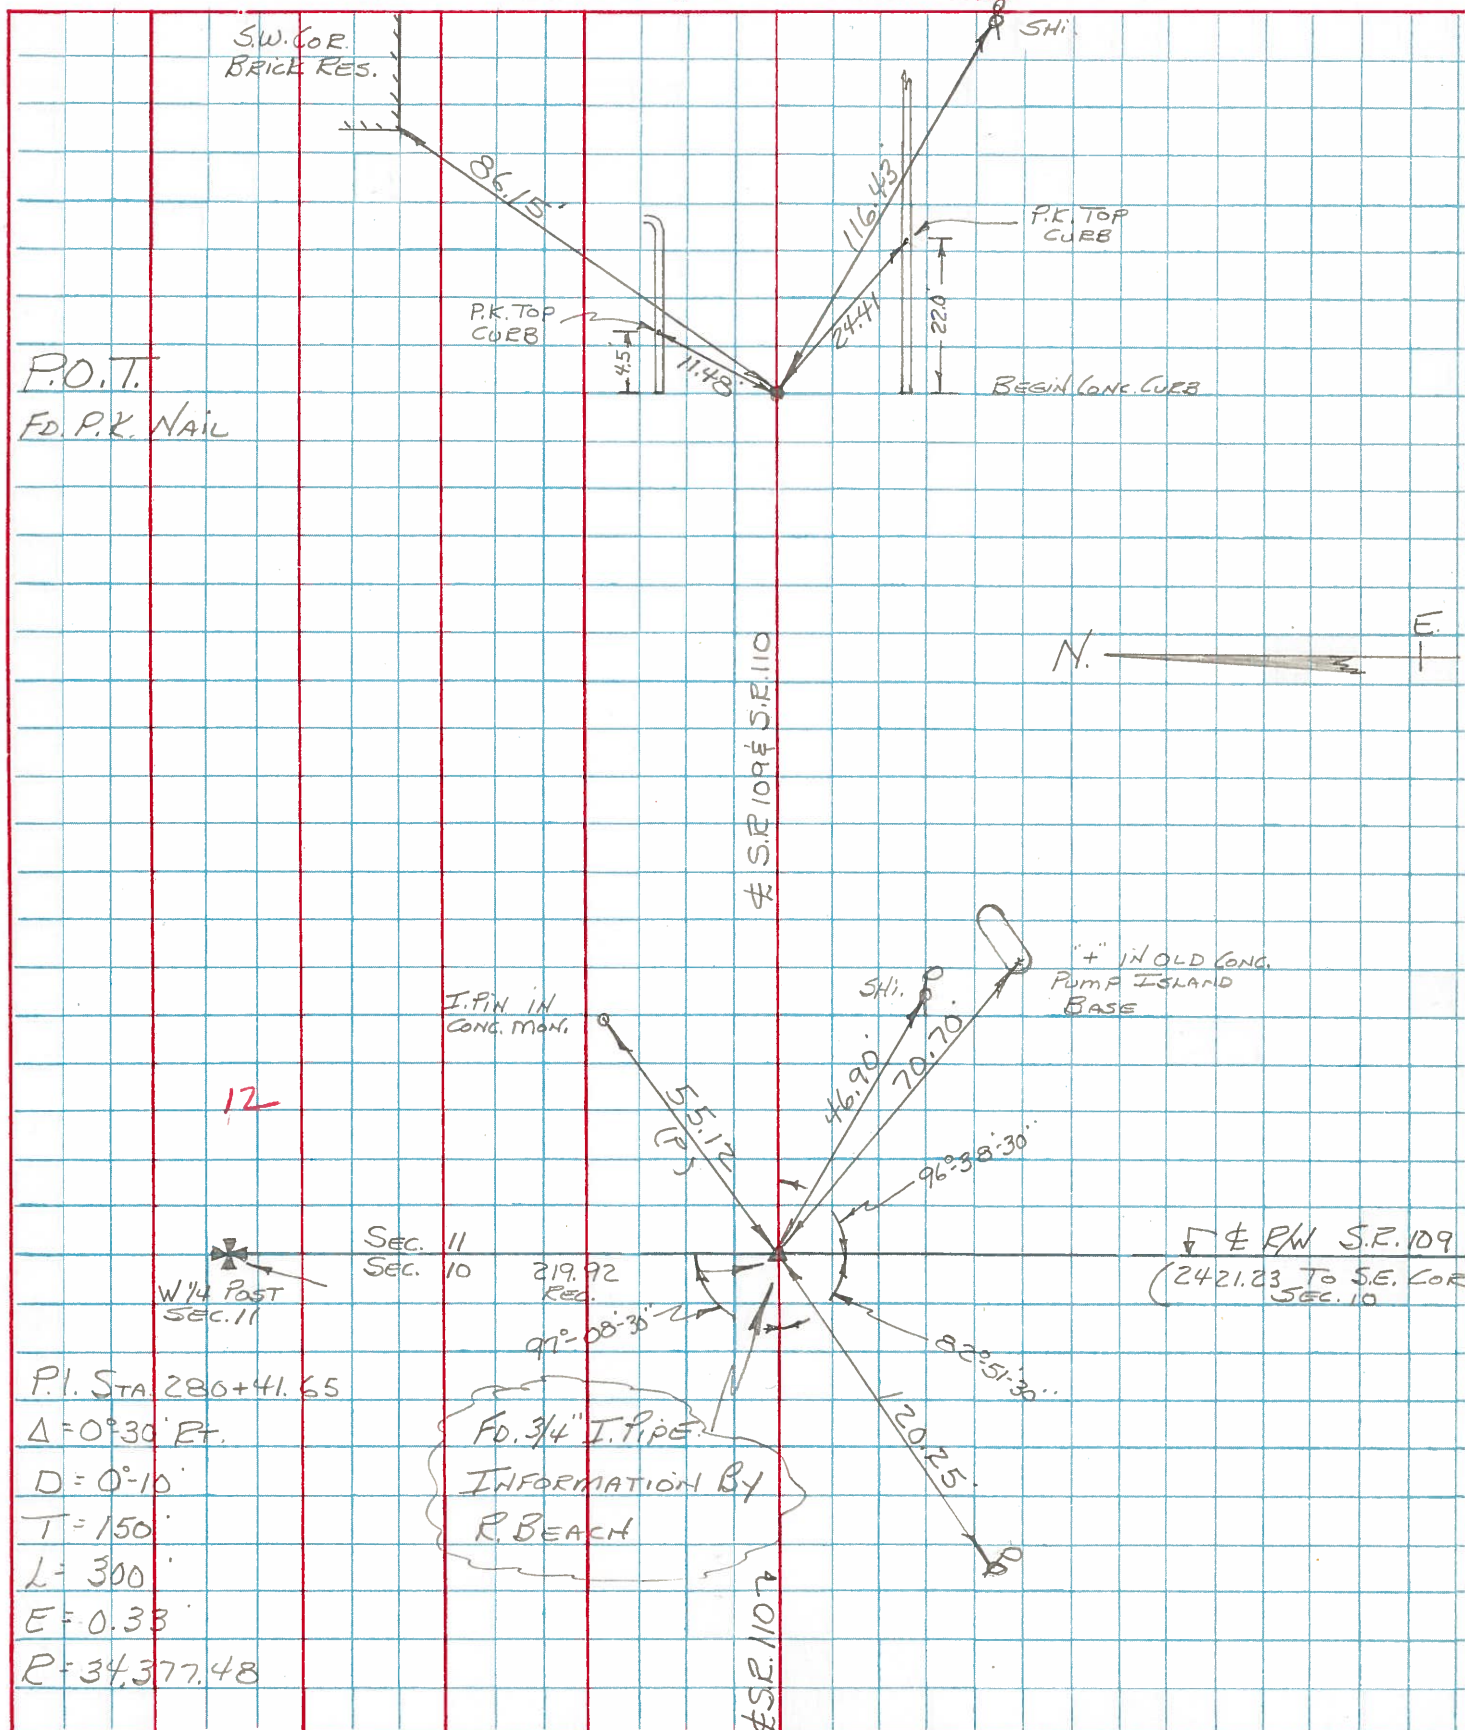 S.W. COR.
BRICK RES.
SHI.
86.15'
116.43'
P.K. TOP
CURB
P.K. TOP
CURB
24.41
22.0'
4.5'
11.48'
BEGIN CONC. CURB
P.O.T.
FD. P.K. NAIL
N.
E.
℄ S.R. 109 & S.R. 110
"+" IN OLD CONC.
PUMP ISLAND
BASE
SHI.
I. PIN IN
CONC. MON.
46.90'
70.70'
55.12
(P)
12
96°-38'-30"
SEC. 11
SEC. 10
219.92
REC.
℄ R/W S.R. 109
(2421.23 TO S.E. COR
SEC. 10
W 1/4 POST
SEC. 11
97°-08'-30"
82°-51'-30"
P.I. STA. 280+41.65
Δ = 0°30' RT.
D = 0°-10'
T = 150'
L = 300'
E = 0.33'
R = 34,377.48
FD. 3/4" I. PIPE
INFORMATION BY
R. BEACH
120.25'
℄ S.R. 110